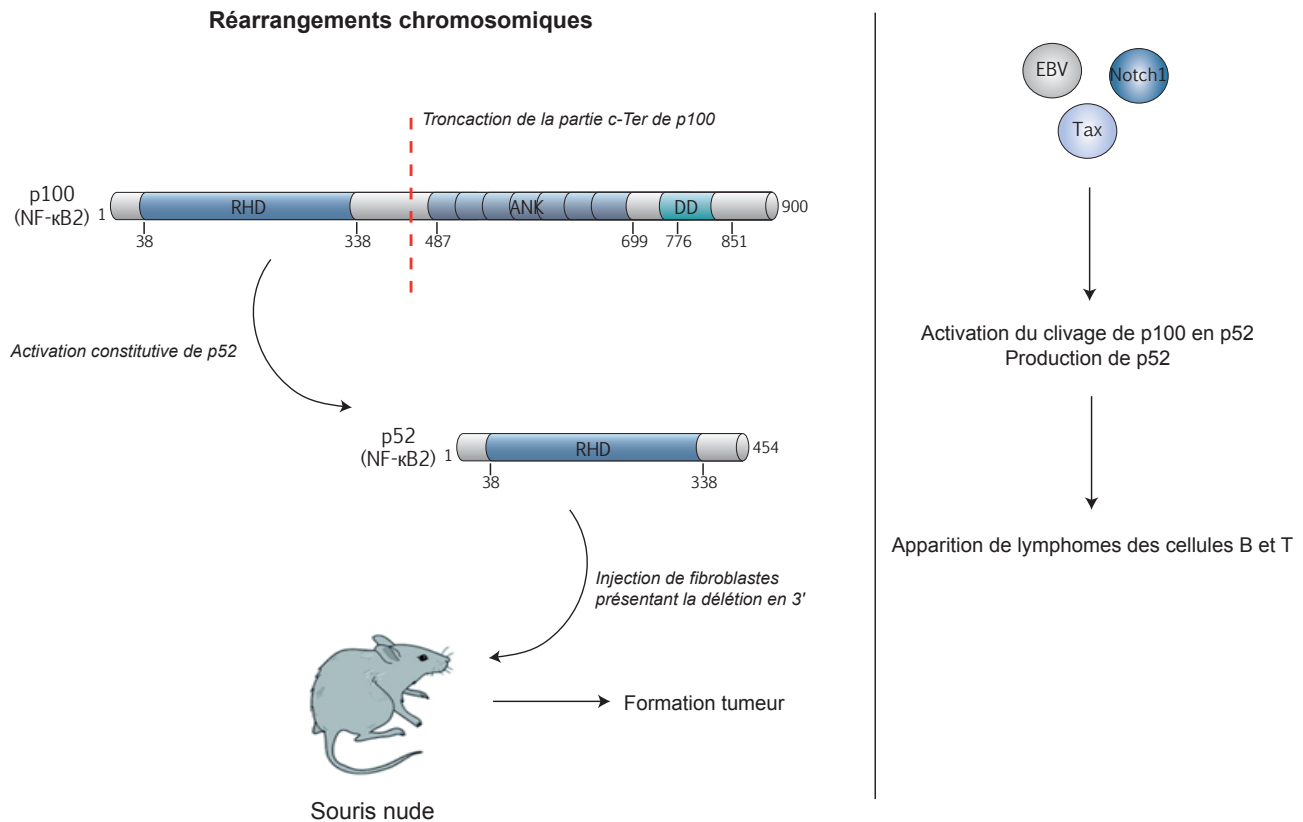 Réarrangements chromosomiques
Troncaction de la partie c-Ter de p100
p100
(NF-κB2)
1
RHD
ANK
DD
900
38
338
487
699
776
851
Activation constitutive de p52
p52
(NF-κB2)
1
RHD
454
38
338
Injection de fibroblastes
présentant la délétion en 3'
Formation tumeur
Souris nude
EBV
Notch1
Tax
Activation du clivage de p100 en p52
Production de p52
Apparition de lymphomes des cellules B et T